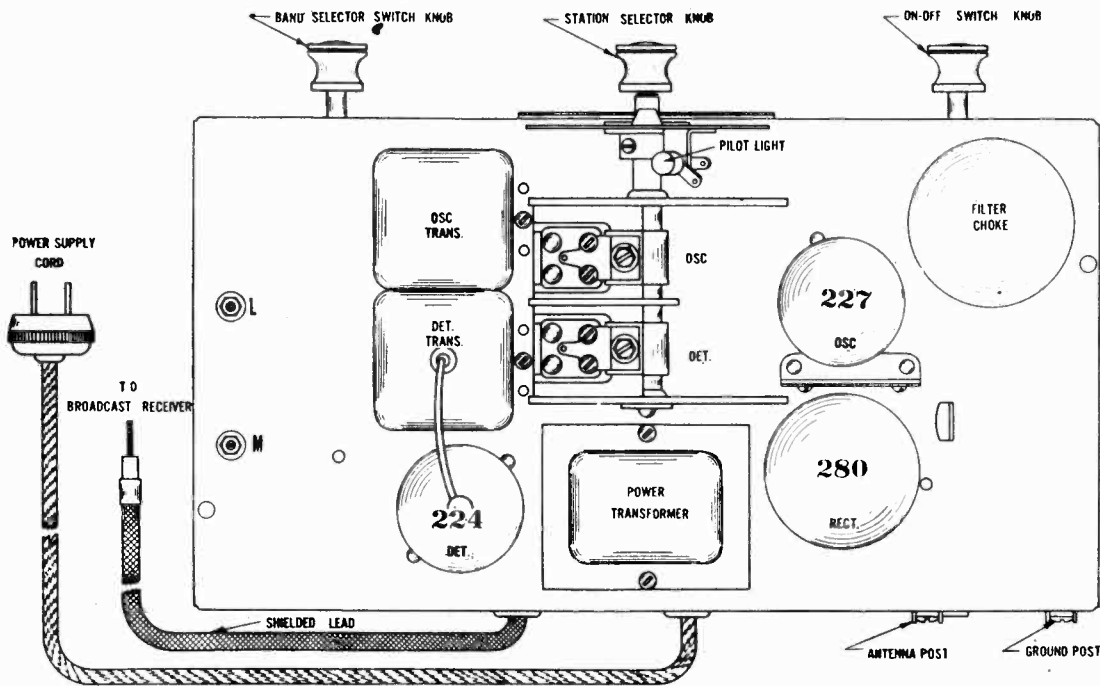 BAND SELECTOR SWITCH KNOB
STATION SELECTOR KNOB
ON-OFF SWITCH KNOB
PILOT LIGHT
OSC
TRANS.
FILTER
CHOKE
POWER SUPPLY
CORD
OSC
227
OSC
L
DET.
TRANS.
DET.
TO
BROADCAST RECEIVER
M
280
RECT.
POWER
TRANSFORMER
224
DET.
SHIELDED LEAD
ANTENNA POST
GROUND POST